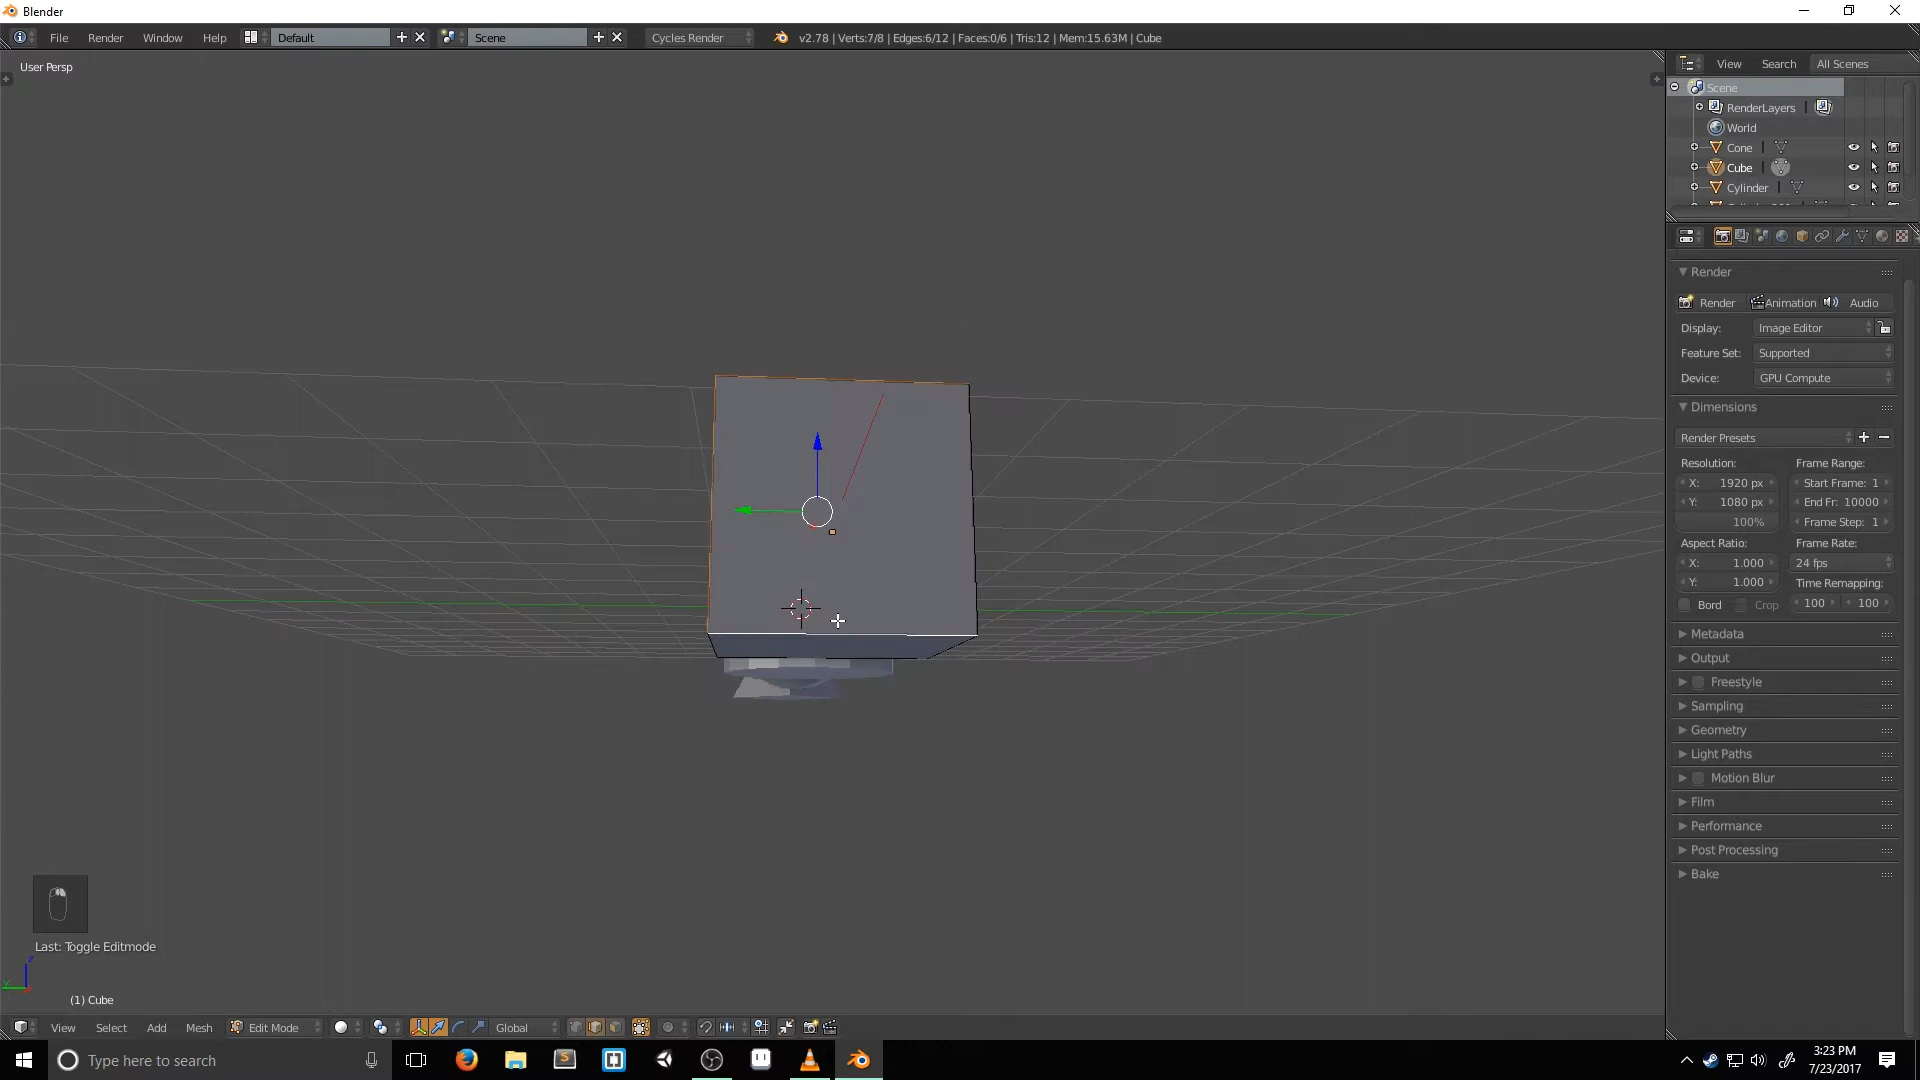 Blender
File Render Window Help Default Scene Cycles Render v2.78 | Verts:7/8 | Edges:6/12 | Faces:0/6 | Tris:12 | Mem:15.63M | Cube
User Persp
View Search All Scenes
Scene
RenderLayers |
World
Cone |
Cube |
Cylinder |
Render
Render Animation Audio
Display: Image Editor
Feature Set: Supported
Device: GPU Compute
Dimensions
Render Presets
Resolution: Frame Range:
X: 1920 px Start Frame: 1
Y: 1080 px End Fr: 10000
100% Frame Step: 1
Aspect Ratio: Frame Rate:
X: 1.000 24 fps
Y: 1.000 Time Remapping:
Bord Crop 100 100
Metadata
Output
Freestyle
Sampling
Geometry
Light Paths
Motion Blur
Film
Performance
Post Processing
Bake
Last: Toggle Editmode
z
y
(1) Cube
View Select Add Mesh Edit Mode Global
Type here to search
3:23 PM
7/23/2017